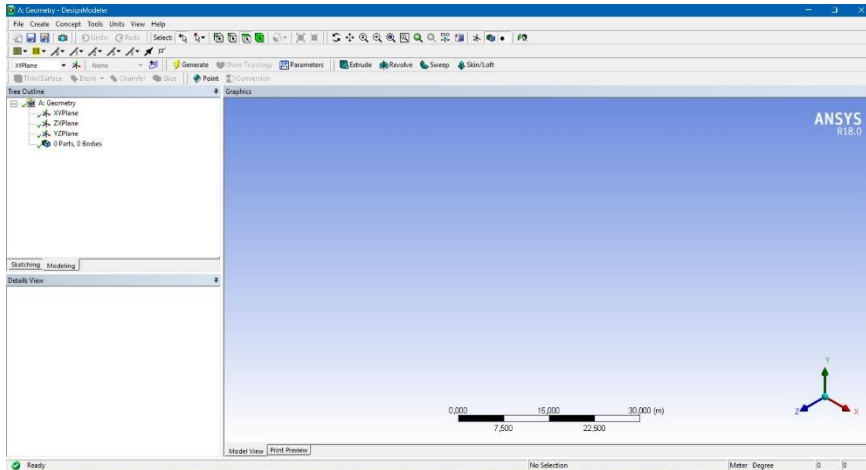 A: Geometry - DesignModeler
File Create Concept Tools Units View Help
Undo Redo Select:
XYPlane None Generate Share Topology Parameters Extrude Revolve Sweep Skin/Loft
Thin/Surface Blend Chamfer Slice Point Conversion
Tree Outline
A: Geometry
XYPlane
ZXPlane
YZPlane
0 Parts, 0 Bodies
Sketching Modeling
Details View
Graphics
ANSYS
R18.0
Y
Z X
0,000 15,000 30,000 (m)
7,500 22,500
Model View Print Preview
Ready No Selection Meter Degree 0 0